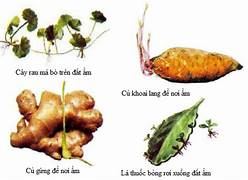 Cây rau má bò trên đất ẩm
Củ khoai lang để nơi ẩm
Củ gừng để nơi ẩm
Lá thuốc bỏng rơi xuống đất ẩm